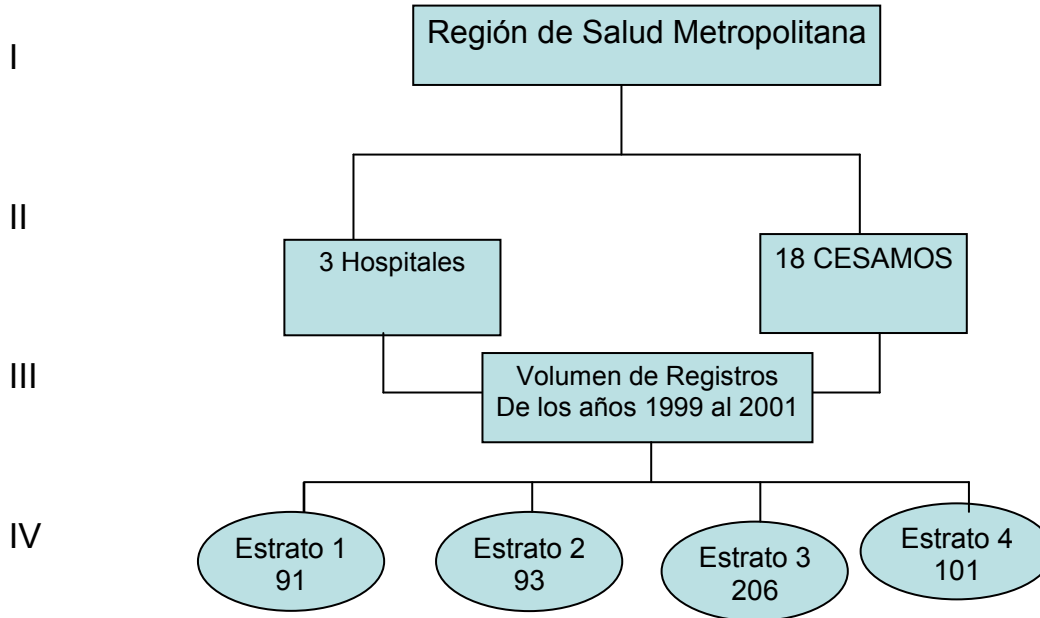 I
Región de Salud Metropolitana
II
3 Hospitales
18 CESAMOS
III
Volumen de Registros
De los años 1999 al 2001
IV
Estrato 1
91
Estrato 2
93
Estrato 3
206
Estrato 4
101